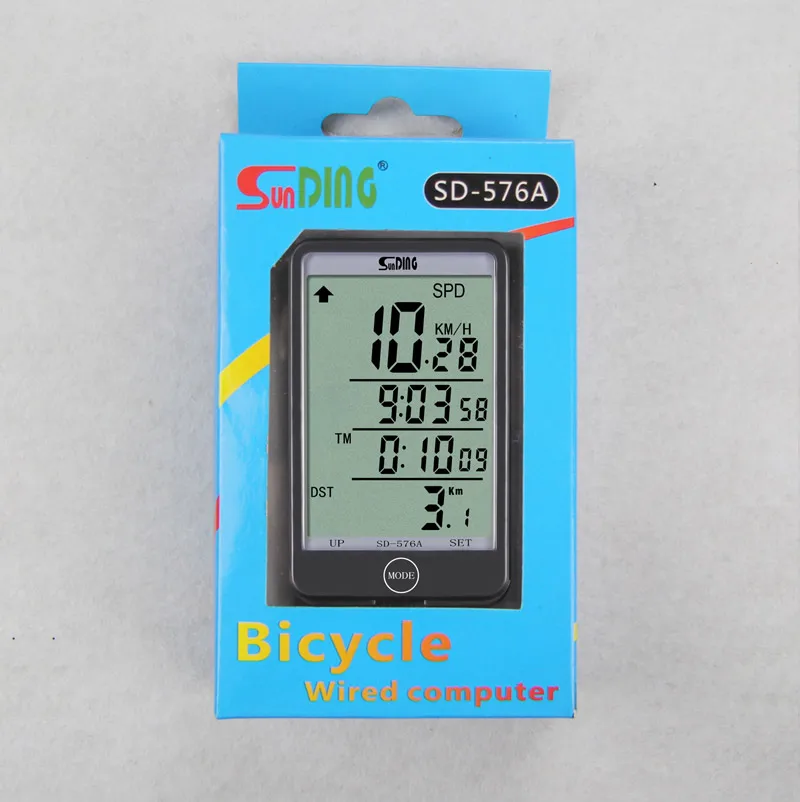 SunDING®
SD-576A
SunDING
SPD
KM/H
10.28
9:03 58
TM
0:10 09
DST
Km
3.1
UP SD-576A SET
MODE
Bicycle
Wired computer